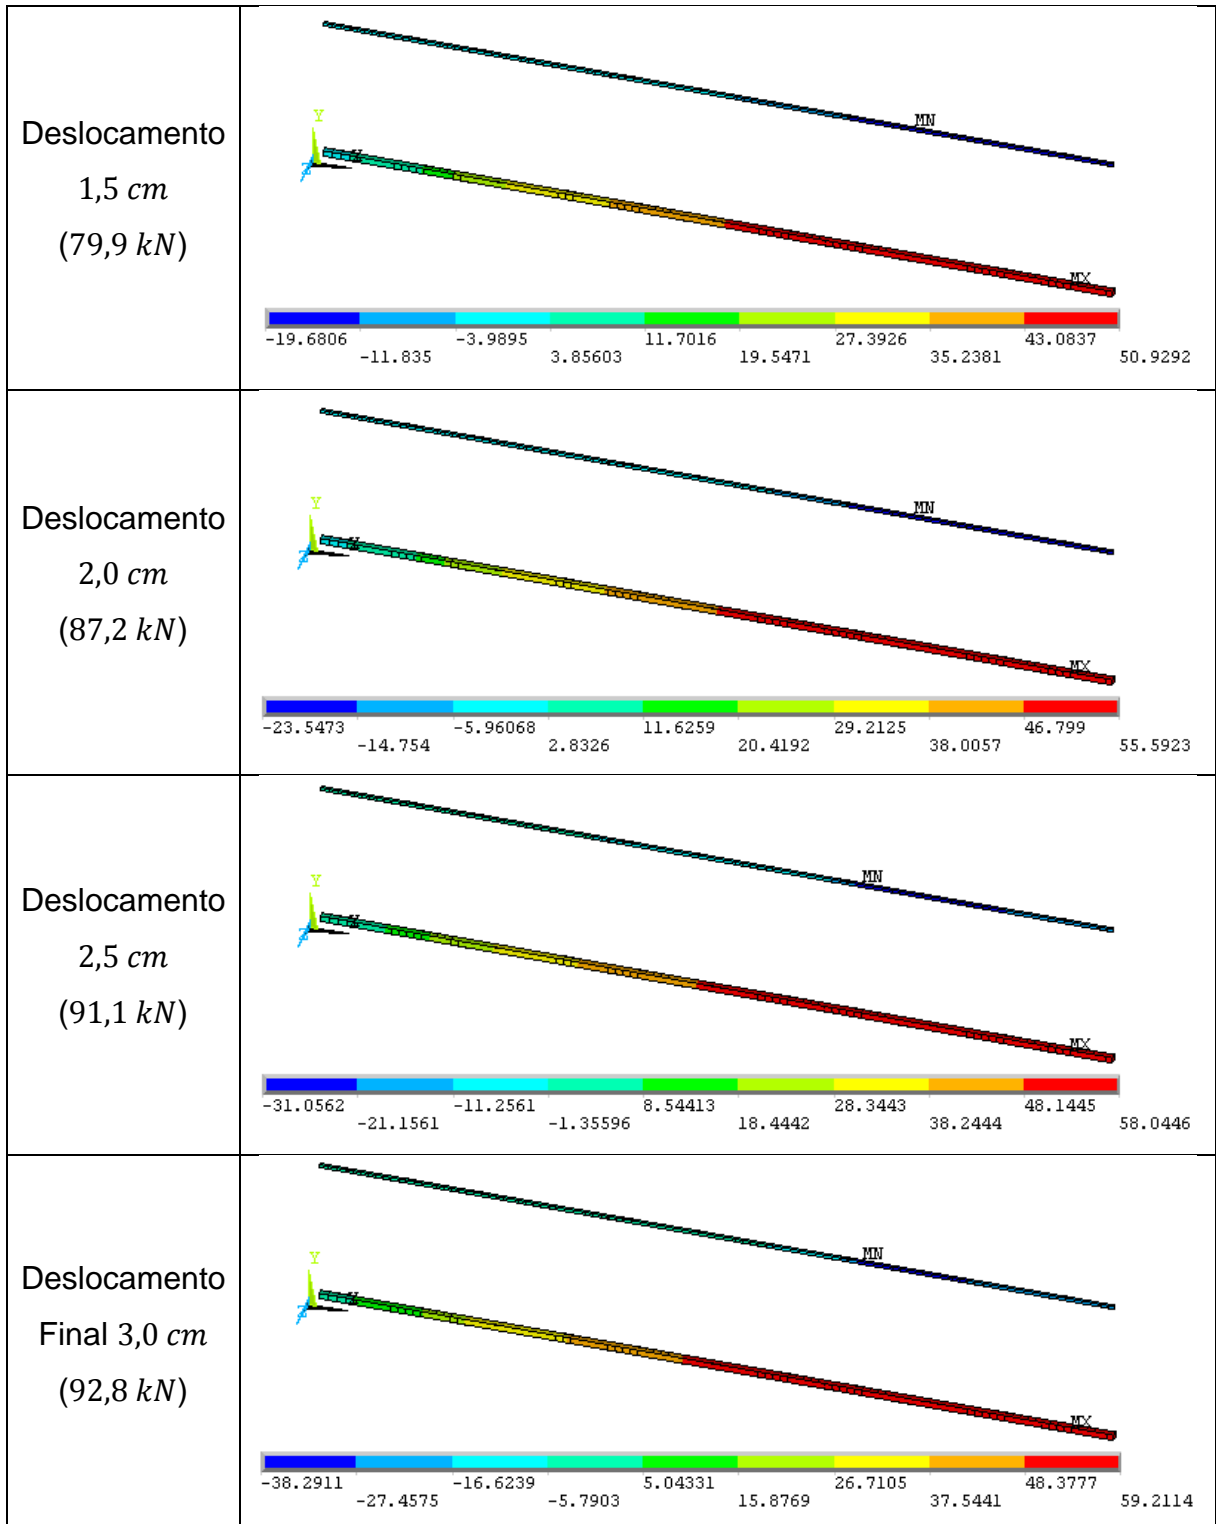 Deslocamento
1,5 cm
(79,9 kN)
Y
X
Z
MN
MX
-19.6806 -3.9895 11.7016 27.3926 43.0837
-11.835 3.85603 19.5471 35.2381 50.9292
Deslocamento
2,0 cm
(87,2 kN)
Y
X
Z
MN
MX
-23.5473 -5.96068 11.6259 29.2125 46.799
-14.754 2.8326 20.4192 38.0057 55.5923
Deslocamento
2,5 cm
(91,1 kN)
Y
X
Z
MN
MX
-31.0562 -11.2561 8.54413 28.3443 48.1445
-21.1561 -1.35596 18.4442 38.2444 58.0446
Deslocamento
Final 3,0 cm
(92,8 kN)
Y
X
Z
MN
MX
-38.2911 -16.6239 5.04331 26.7105 48.3777
-27.4575 -5.7903 15.8769 37.5441 59.2114